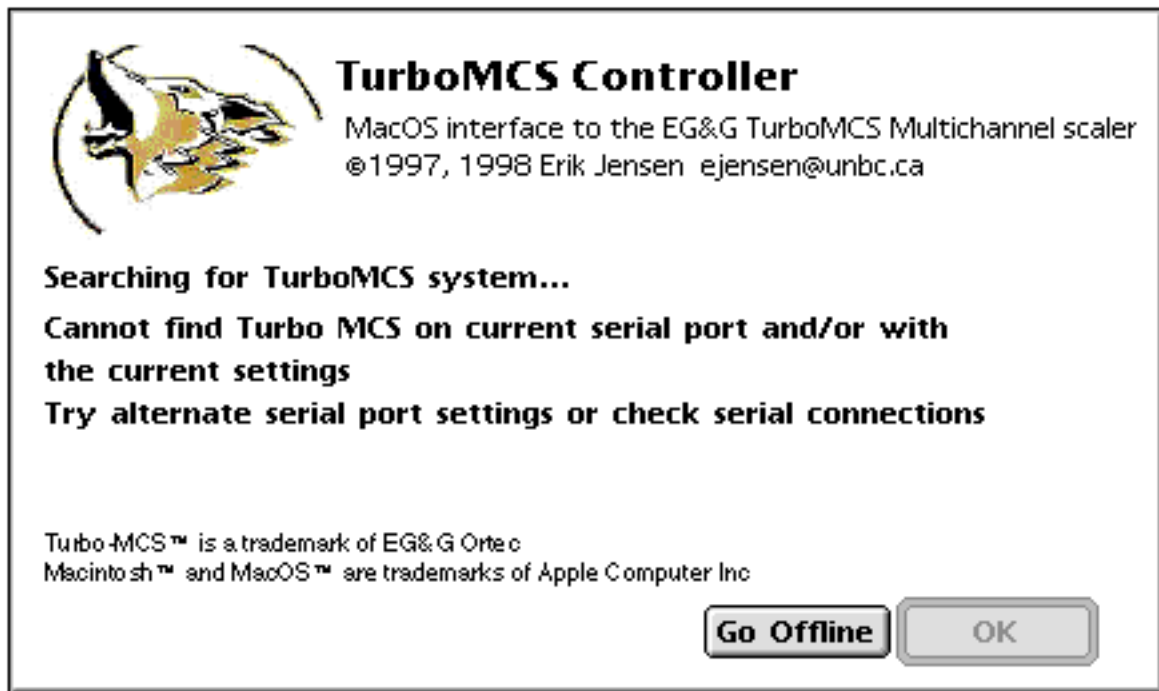 TurboMCS Controller
MacOS interface to the EG&G TurboMCS Multichannel scaler
©1997, 1998 Erik Jensen ejensen@unbc.ca
Searching for TurboMCS system...
Cannot find Turbo MCS on current serial port and/or with
the current settings
Try alternate serial port settings or check serial connections
Turbo-MCS™ is a trademark of EG&G Ortec
Macintosh™ and MacOS™ are trademarks of Apple Computer Inc
Go Offline
OK